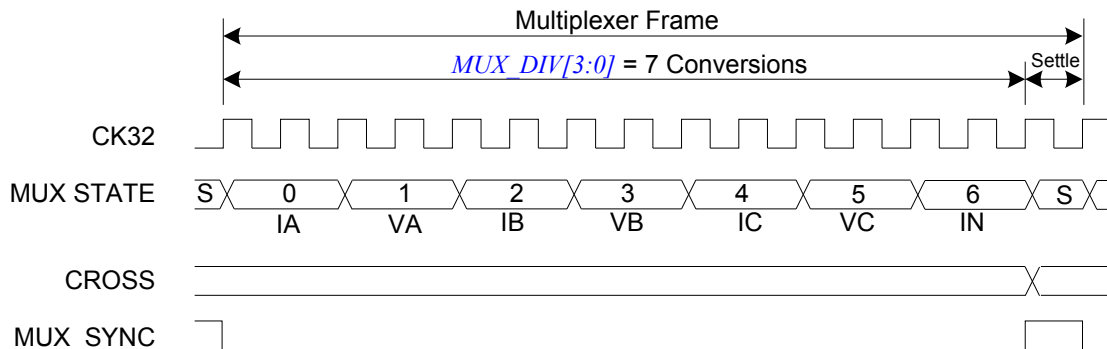 Multiplexer Frame
MUX_DIV[3:0] = 7 Conversions Settle
CK32
MUX STATE S 0 1 2 3 4 5 6 S
IA VA IB VB IC VC IN
CROSS
MUX_SYNC